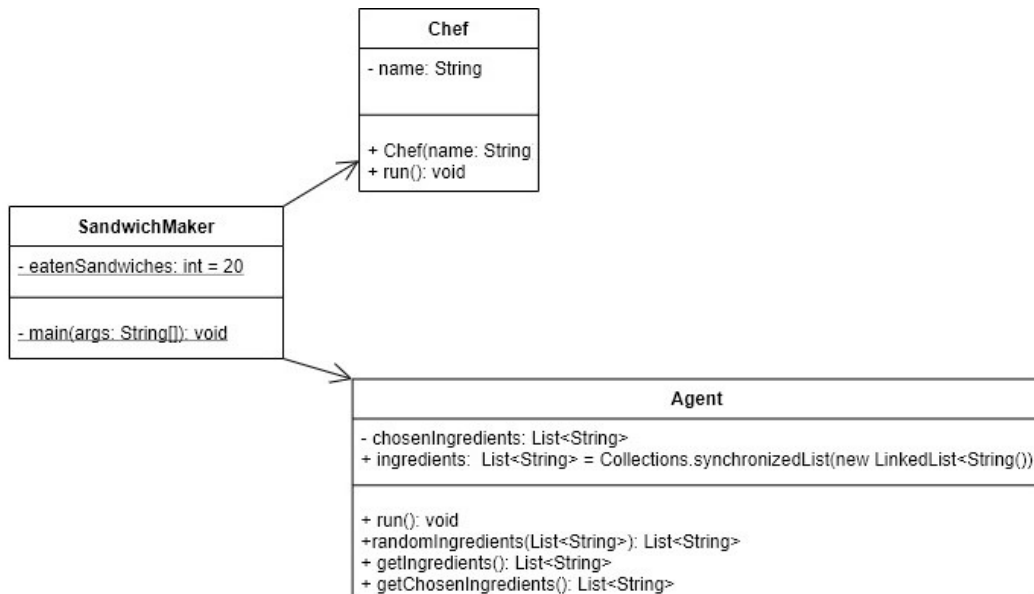 Chef
- name: String
+ Chef(name: String
+ run(): void
SandwichMaker
- eatenSandwiches: int = 20
- main(args: String[]): void
Agent
- chosenIngredients: List<String>
+ ingredients: List<String> = Collections.synchronizedList(new LinkedList<String())
+ run(): void
+randomIngredients(List<String>): List<String>
+ getIngredients(): List<String>
+ getChosenIngredients(): List<String>